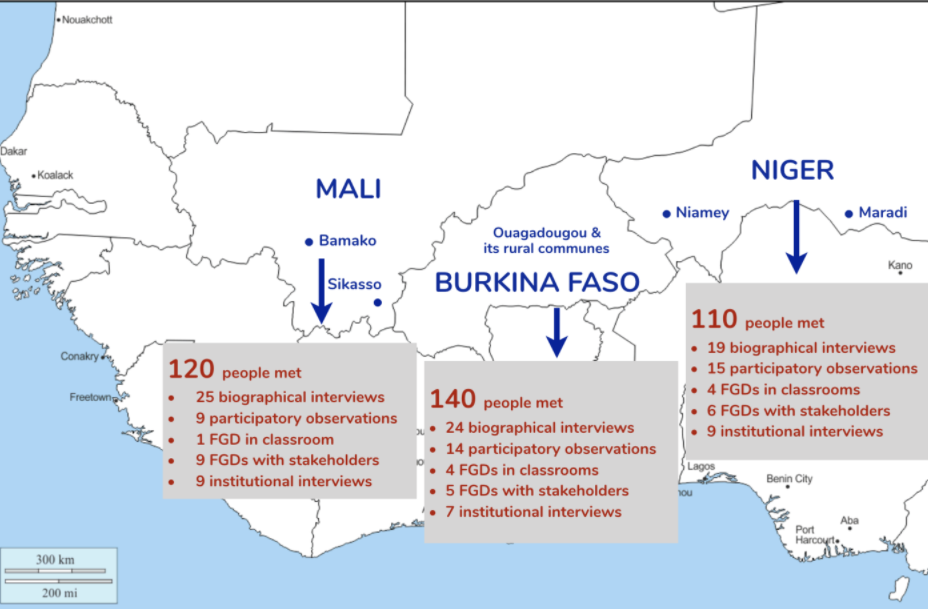 Nouakchott
Dakar
Koalack
MALI
Bamako
Sikasso
Ouagadougou &
its rural communes
BURKINA FASO
NIGER
Niamey
Maradi
Kano
Conakry
Freetown
120 people met
• 25 biographical interviews
• 9 participatory observations
• 1 FGD in classroom
• 9 FGDs with stakeholders
• 9 institutional interviews
140 people met
• 24 biographical interviews
• 14 participatory observations
• 4 FGDs in classrooms
• 5 FGDs with stakeholders
• 7 institutional interviews
110 people met
• 19 biographical interviews
• 15 participatory observations
• 4 FGDs in classrooms
• 6 FGDs with stakeholders
• 9 institutional interviews
Lagos
Benin City
Aba
Port
Harcourt
300 km
200 mi